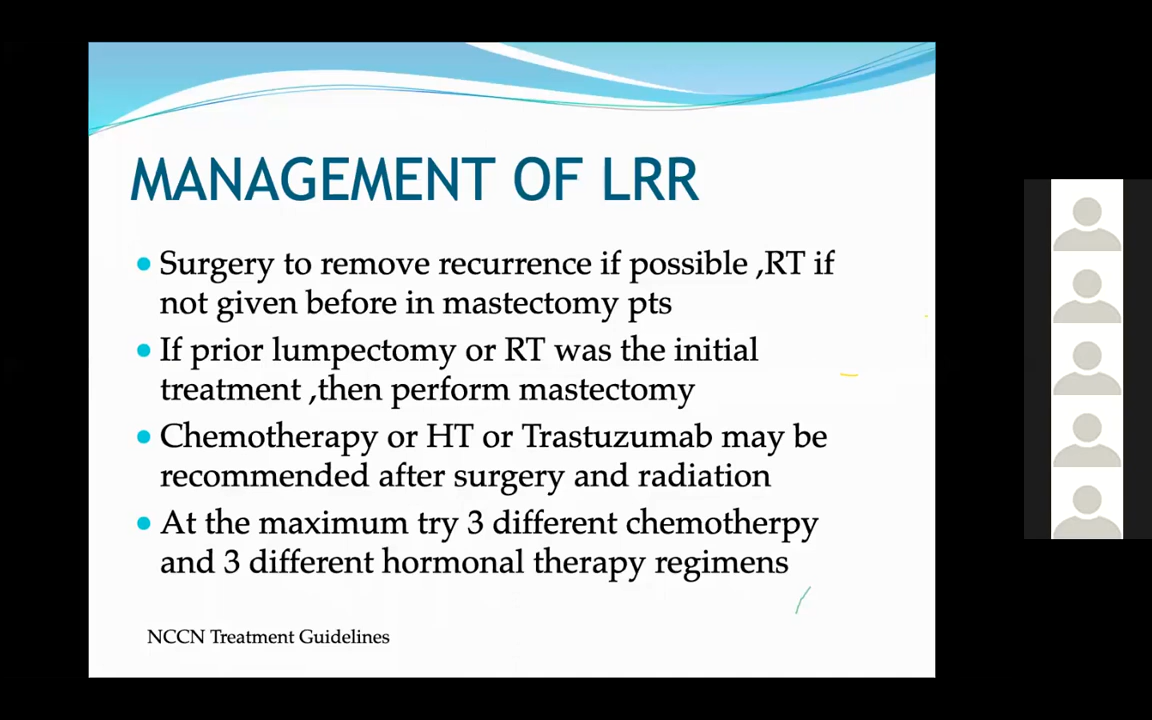 MANAGEMENT OF LRR
Surgery to remove recurrence if possible ,RT if
not given before in mastectomy pts
If prior lumpectomy or RT was the initial
treatment ,then perform mastectomy
Chemotherapy or HT or Trastuzumab may be
recommended after surgery and radiation
At the maximum try 3 different chemotherpy
and 3 different hormonal therapy regimens
NCCN Treatment Guidelines